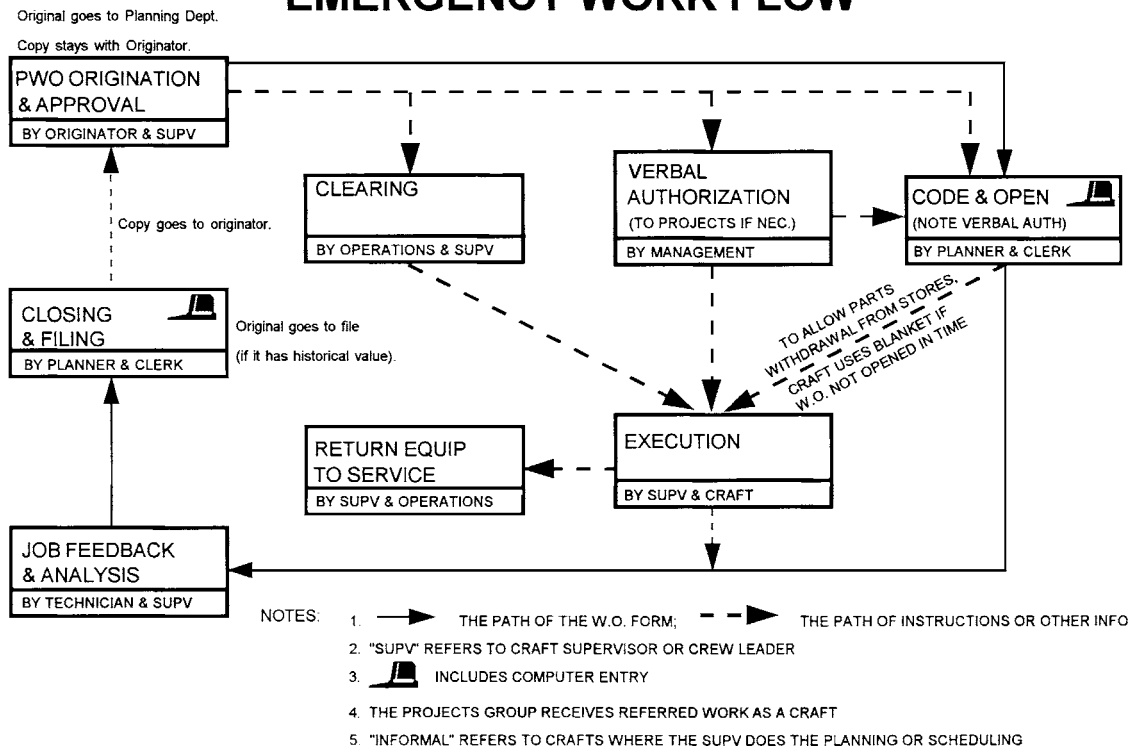 EMERGENCY WORK FLOW
Original goes to Planning Dept.
Copy stays with Originator.
PWO ORIGINATION
& APPROVAL
BY ORIGINATOR & SUPV
CLEARING
BY OPERATIONS & SUPV
VERBAL
AUTHORIZATION
(TO PROJECTS IF NEC.)
BY MANAGEMENT
CODE & OPEN
(NOTE VERBAL AUTH)
BY PLANNER & CLERK
Copy goes to originator.
CLOSING
& FILING
BY PLANNER & CLERK
Original goes to file
(if it has historical value).
TO ALLOW PARTS
WITHDRAWAL FROM STORES,
CRAFT USES BLANKET IF
W.O. NOT OPENED IN TIME
RETURN EQUIP
TO SERVICE
BY SUPV & OPERATIONS
EXECUTION
BY SUPV & CRAFT
JOB FEEDBACK
& ANALYSIS
BY TECHNICIAN & SUPV
NOTES: 1. THE PATH OF THE W.O. FORM; THE PATH OF INSTRUCTIONS OR OTHER INFO
2. "SUPV" REFERS TO CRAFT SUPERVISOR OR CREW LEADER
3. INCLUDES COMPUTER ENTRY
4. THE PROJECTS GROUP RECEIVES REFERRED WORK AS A CRAFT
5. "INFORMAL" REFERS TO CRAFTS WHERE THE SUPV DOES THE PLANNING OR SCHEDULING